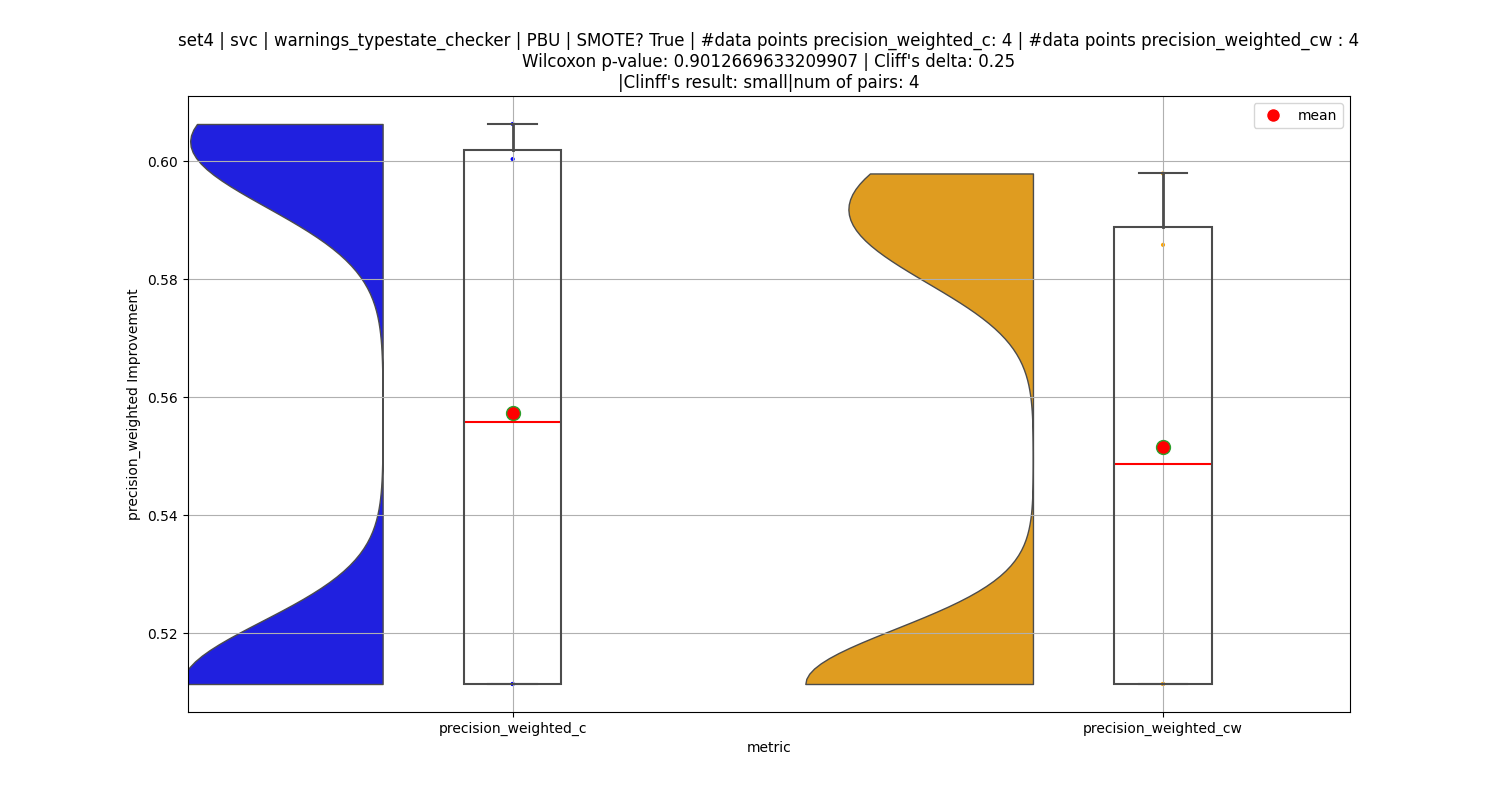 set4 | svc | warnings_typestate_checker | PBU | SMOTE? True | #data points precision_weighted_c: 4 | #data points precision_weighted_cw : 4
Wilcoxon p-value: 0.9012669633209907 | Cliff's delta: 0.25
|Clinff's result: small|num of pairs: 4
mean
0.60
0.58
0.56
0.54
0.52
precision_weighted Improvement
precision_weighted_c
precision_weighted_cw
metric